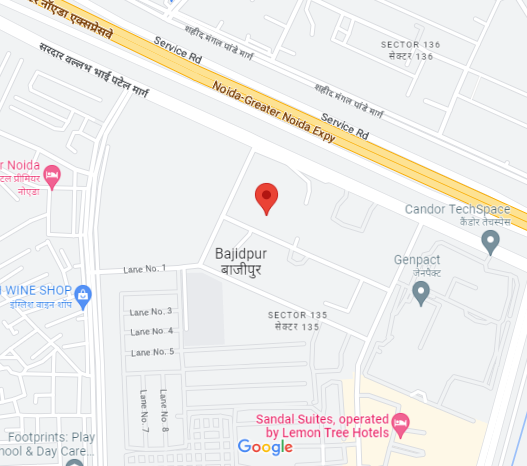 नॉएडा एक्सप्रेसवे
सरदार वल्लभ भाई पटेल मार्ग
Service Rd
शहीद मंगल पांडे मार्ग
SECTOR 136
सेक्टर 136
शहीद मंगल पांडे मार्ग
Service Rd
Noida-Greater Noida Expy
Noida
प्रीमियर
नोएडा
Candor TechSpace
कैंडोर टेकस्पेस
Bajidpur
बाजीदपुर
Genpact
जेनपैक्ट
Lane No. 1
WINE SHOP
इंग्लिश वाइन शॉप
Lane No. 3
Lane No. 4
Lane No. 5
SECTOR 135
सेक्टर 135
Lane No. 7
Lane No. 8
Sandal Suites, operated
by Lemon Tree Hotels
Google
Footprints: Play
School & Day Care...